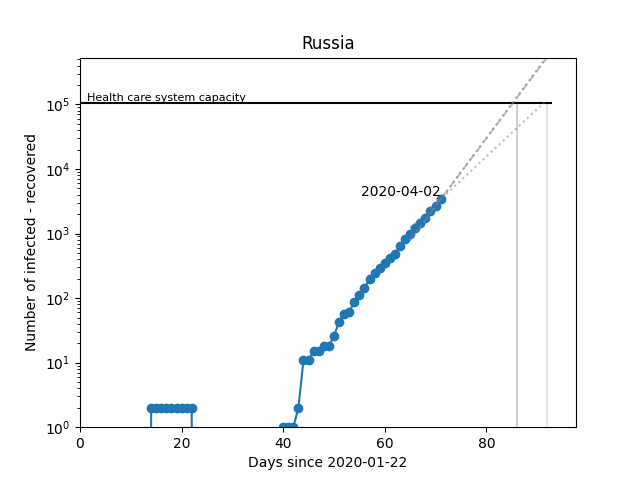 Russia
Number of infected - recovered
10^5
10^4
10^3
10^2
10^1
10^0
Health care system capacity
2020-04-02
0 20 40 60 80
Days since 2020-01-22